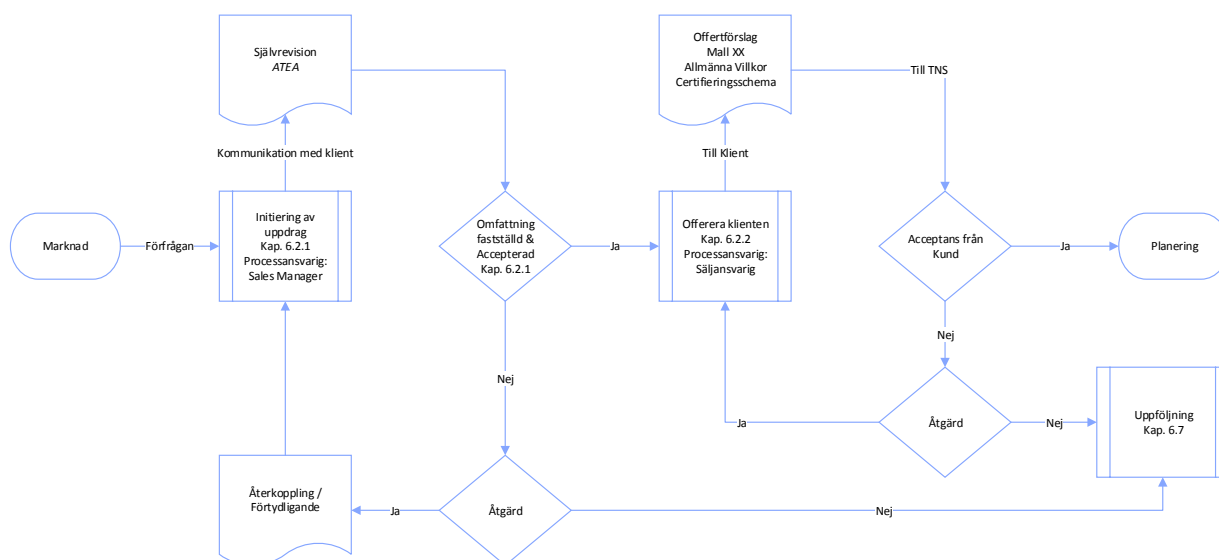 Självrevision
ATEA
Offertförslag
Mall XX
Allmänna Villkor
Certifieringsschema
Till TNS
Kommunikation med klient
Till Klient
Marknad
Förfrågan
Initiering av
uppdrag
Kap. 6.2.1
Processansvarig:
Sales Manager
Omfattning
fastställd &
Accepterad
Kap. 6.2.1
Ja
Offerera klienten
Kap. 6.2.2
Processansvarig:
Säljansvarig
Acceptans från
Kund
Ja
Planering
Nej
Nej
Ja
Åtgärd
Nej
Uppföljning
Kap. 6.7
Återkoppling /
Förtydligande
Ja
Åtgärd
Nej